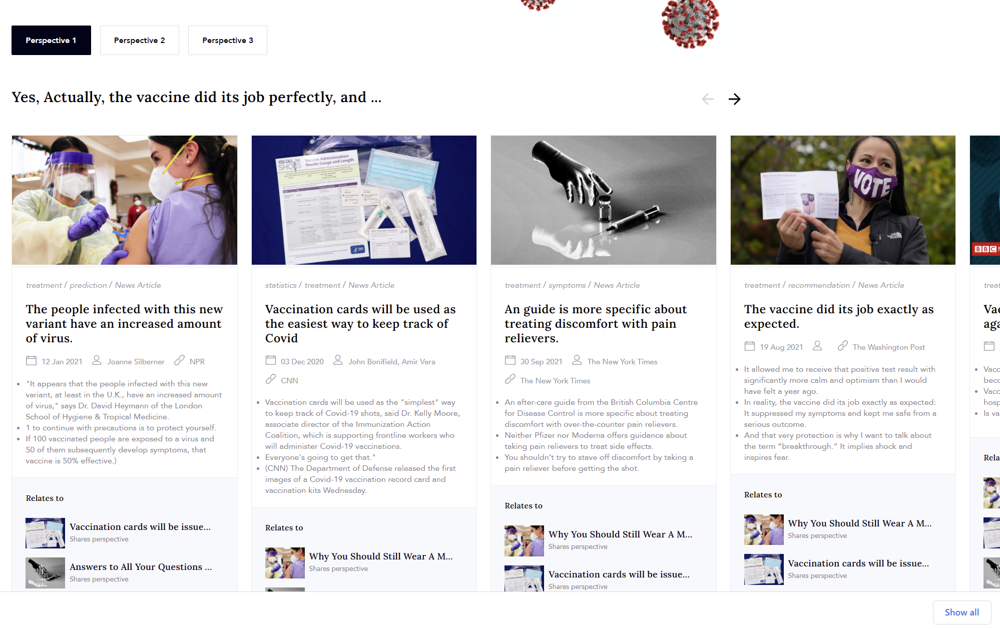 Perspective 1
Perspective 2
Perspective 3
Yes, Actually, the vaccine did its job perfectly, and ...
YOU CALL THE SHOTS
Vaccine Administration:
Needle Gauge and Length
VOTE
BBC
treatment / prediction / News Article
The people infected with this new
variant have an increased amount
of virus.
12 Jan 2021 Joanne Silberner NPR
"It appears that the people infected with this new
variant, at least in the U.K., have an increased amount
of virus," says Dr. David Heymann of the London
School of Hygiene & Tropical Medicine.
1 to continue with precautions is to protect yourself.
If 100 vaccinated people are exposed to a virus and
50 of them subsequently develop symptoms, that
vaccine is 50% effective.)
Relates to
Vaccination cards will be issue...
Shares perspective
Answers to All Your Questions ...
Shares perspective
statistics / treatment / News Article
Vaccination cards will be used as
the easiest way to keep track of
Covid
03 Dec 2020 John Bonifield, Amir Vera
CNN
Vaccination cards will be used as the "simplest" way
to keep track of Covid-19 shots, said Dr. Kelly Moore,
associate director of the Immunization Action
Coalition, which is supporting frontline workers who
will administer Covid-19 vaccinations.
Everyone's going to get that."
(CNN) The Department of Defense released the first
images of a Covid-19 vaccination record card and
vaccination kits Wednesday.
Relates to
Why You Should Still Wear A M...
Shares perspective
treatment / symptoms / News Article
An guide is more specific about
treating discomfort with pain
relievers.
30 Sep 2021 The New York Times
The New York Times
An after-care guide from the British Columbia Centre
for Disease Control is more specific about treating
discomfort with over-the-counter pain relievers.
Neither Pfizer nor Moderna offers guidance about
taking pain relievers to treat side effects.
You shouldn’t try to stave off discomfort by taking a
pain reliever before getting the shot.
Relates to
Why You Should Still Wear A M...
Shares perspective
Vaccination cards will be issue...
Shares perspective
treatment / recommendation / News Article
The vaccine did its job exactly as
expected.
19 Aug 2021 The Washington Post
It allowed me to receive that positive test result with
significantly more calm and optimism than I would
have felt a year ago.
In reality, the vaccine did its job exactly as expected:
It suppressed my symptoms and kept me safe from a
serious outcome.
And that very protection is why I want to talk about
the term “breakthrough.” It implies shock and
inspires fear.
Relates to
Why You Should Still Wear A M...
Shares perspective
Vaccination cards will be issue...
Shares perspective
Is va
Show all